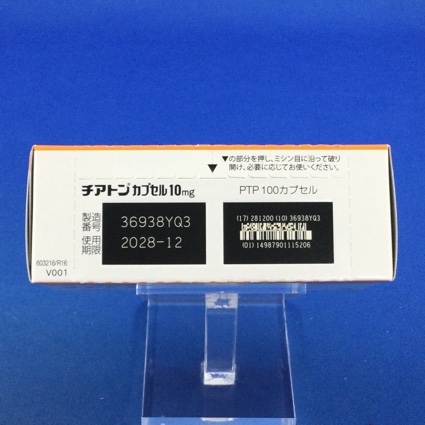 ▼の部分を押し、ミシン目に沿って破り
開け、必要に応じてお使いください。
▼
チアトンカプセル10mg
PTP 100カプセル
製造番号 36938YQ3
使用期限 2028-12
(17) 281200 (10) 36938YQ3
(01) 14987901115206
603216/R16
V001